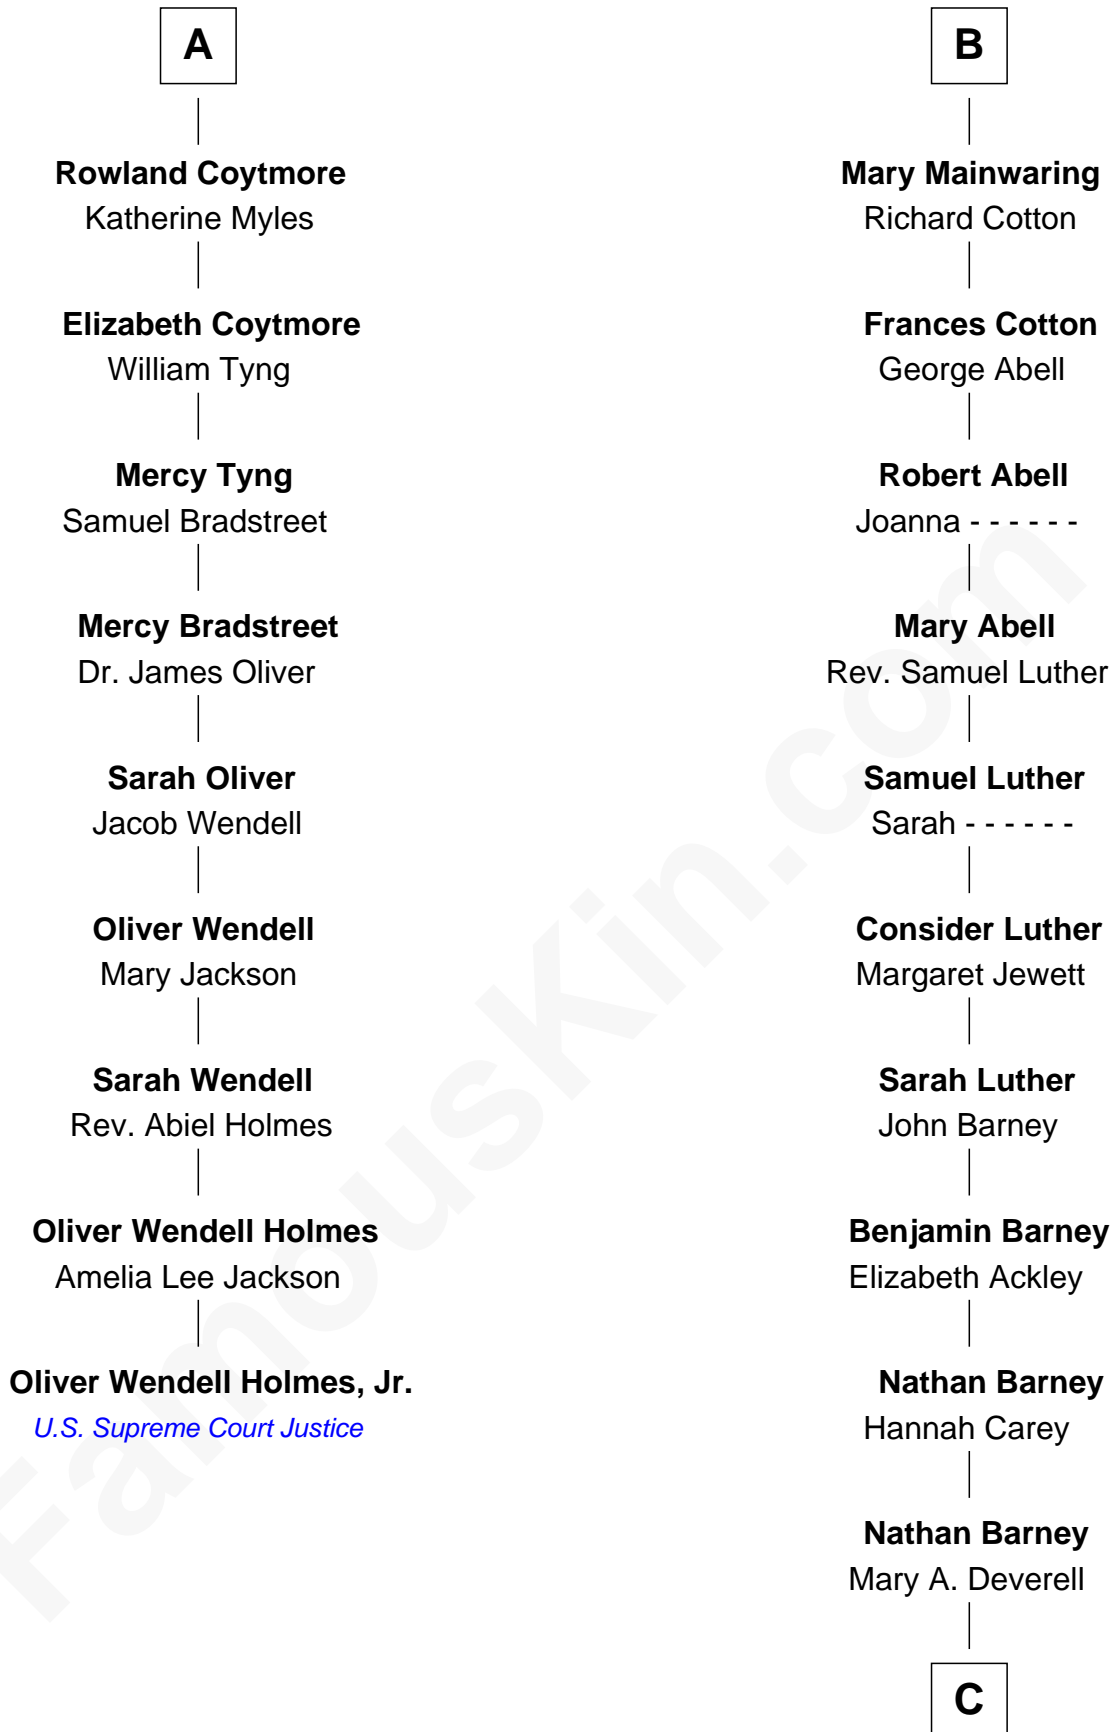 A
Rowland Coytmore
Katherine Myles
Elizabeth Coytmore
William Tyng
Mercy Tyng
Samuel Bradstreet
Mercy Bradstreet
Dr. James Oliver
Sarah Oliver
Jacob Wendell
Oliver Wendell
Mary Jackson
Sarah Wendell
Rev. Abiel Holmes
Oliver Wendell Holmes
Amelia Lee Jackson
Oliver Wendell Holmes, Jr.
U.S. Supreme Court Justice
B
Mary Mainwaring
Richard Cotton
Frances Cotton
George Abell
Robert Abell
Joanna - - - - - -
Mary Abell
Rev. Samuel Luther
Samuel Luther
Sarah - - - - - -
Consider Luther
Margaret Jewett
Sarah Luther
John Barney
Benjamin Barney
Elizabeth Ackley
Nathan Barney
Hannah Carey
Nathan Barney
Mary A. Deverell
C
FamousKin.com